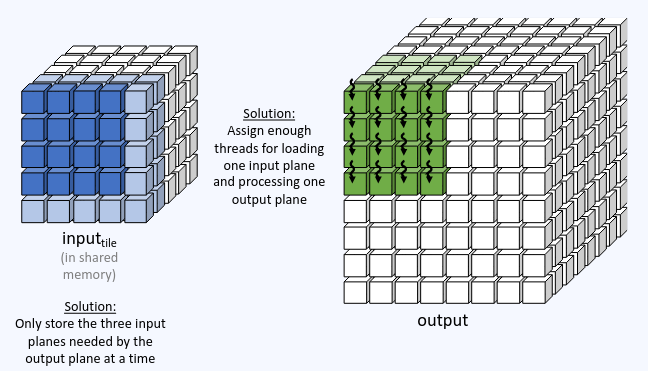 Solution:
Assign enough
threads for loading
one input plane
and processing one
output plane
input tile
(in shared
memory)
Solution:
Only store the three input
planes needed by the
output plane at a time
output